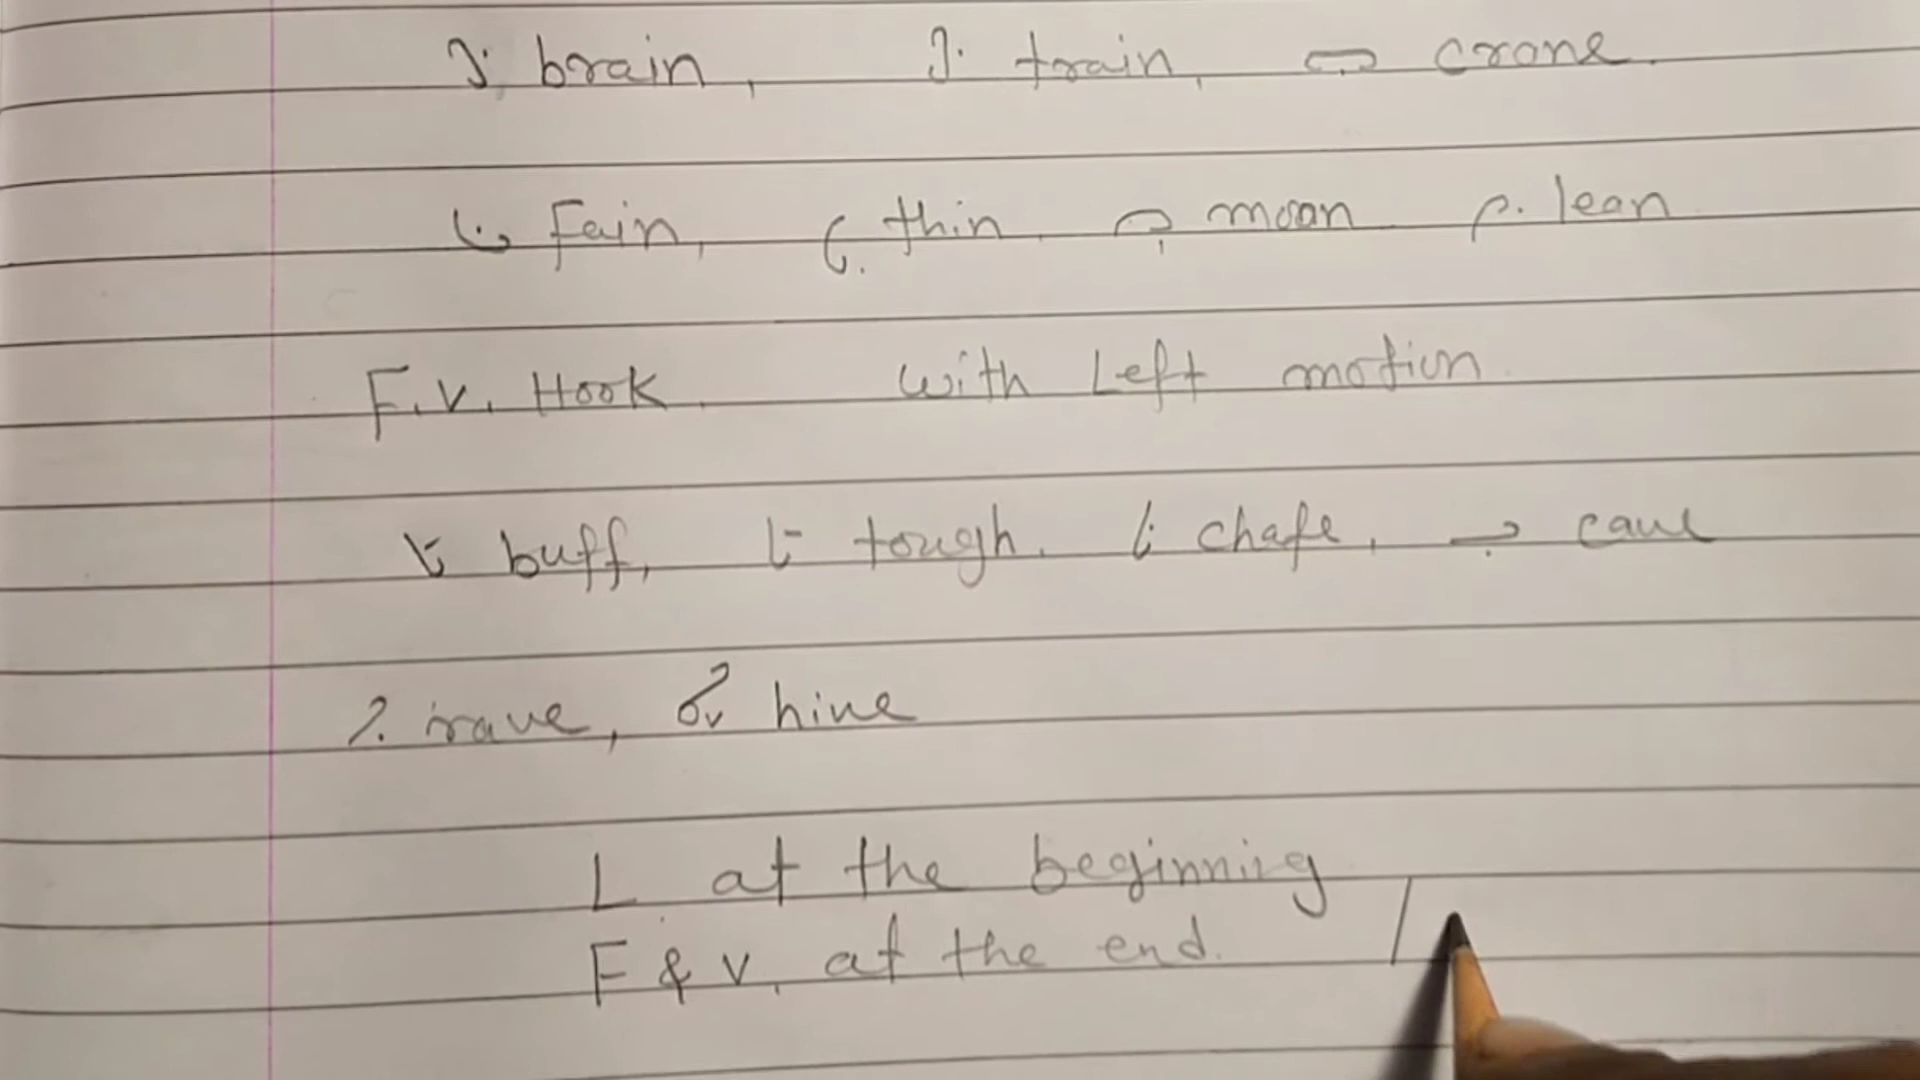 brain, train, crone.
Fain, thin. moan lean
F.V. Hook. with Left motion.
buff, tough. chafe, cave
rave, hive
L at the beginning
F & V, at the end.